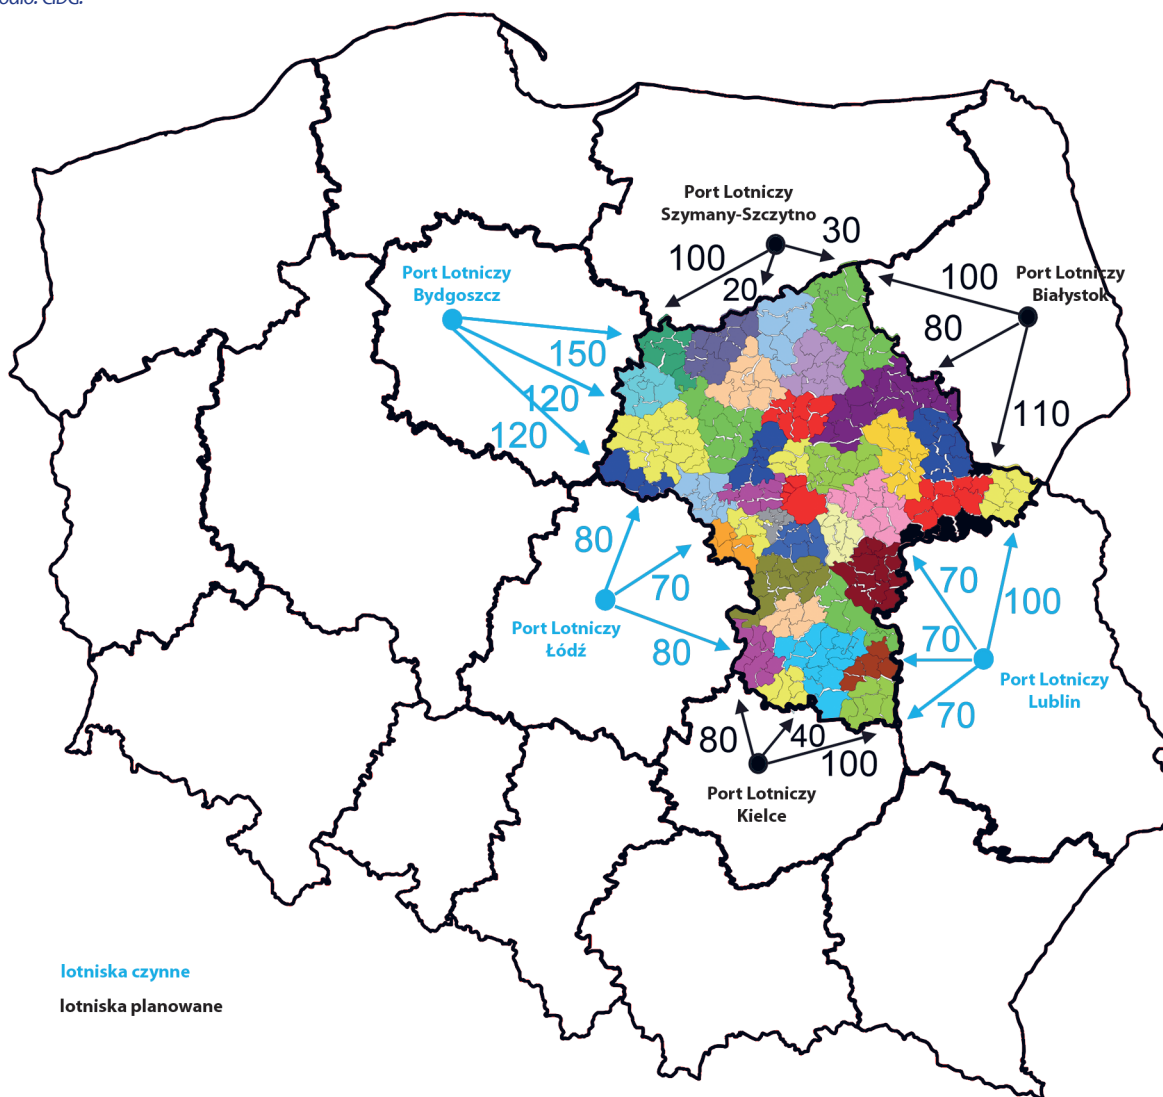 Port Lotniczy
Szymany-Szczytno
30
100
20
Port Lotniczy
Bydgoszcz
150
120
120
100
Port Lotniczy
Białystok
80
110
80
70
Port Lotniczy
Łódź
80
70
100
70
Port Lotniczy
Lublin
70
80
40
100
Port Lotniczy
Kielce
lotniska czynne
lotniska planowane